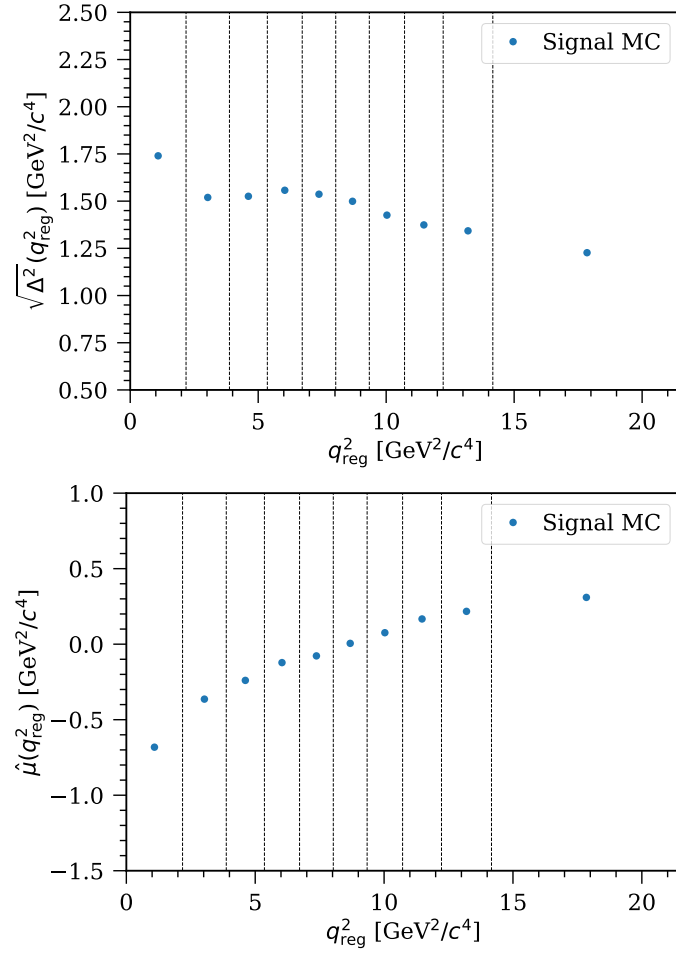 2.50
2.25
2.00
1.75
1.50
1.25
1.00
0.75
0.50
√Δ² (q²reg) [GeV²/c⁴]
Signal MC
0 5 10 15 20
q²reg [GeV²/c⁴]
1.0
0.5
0.0
−0.5
−1.0
−1.5
μ̂(q²reg) [GeV²/c⁴]
Signal MC
0 5 10 15 20
q²reg [GeV²/c⁴]